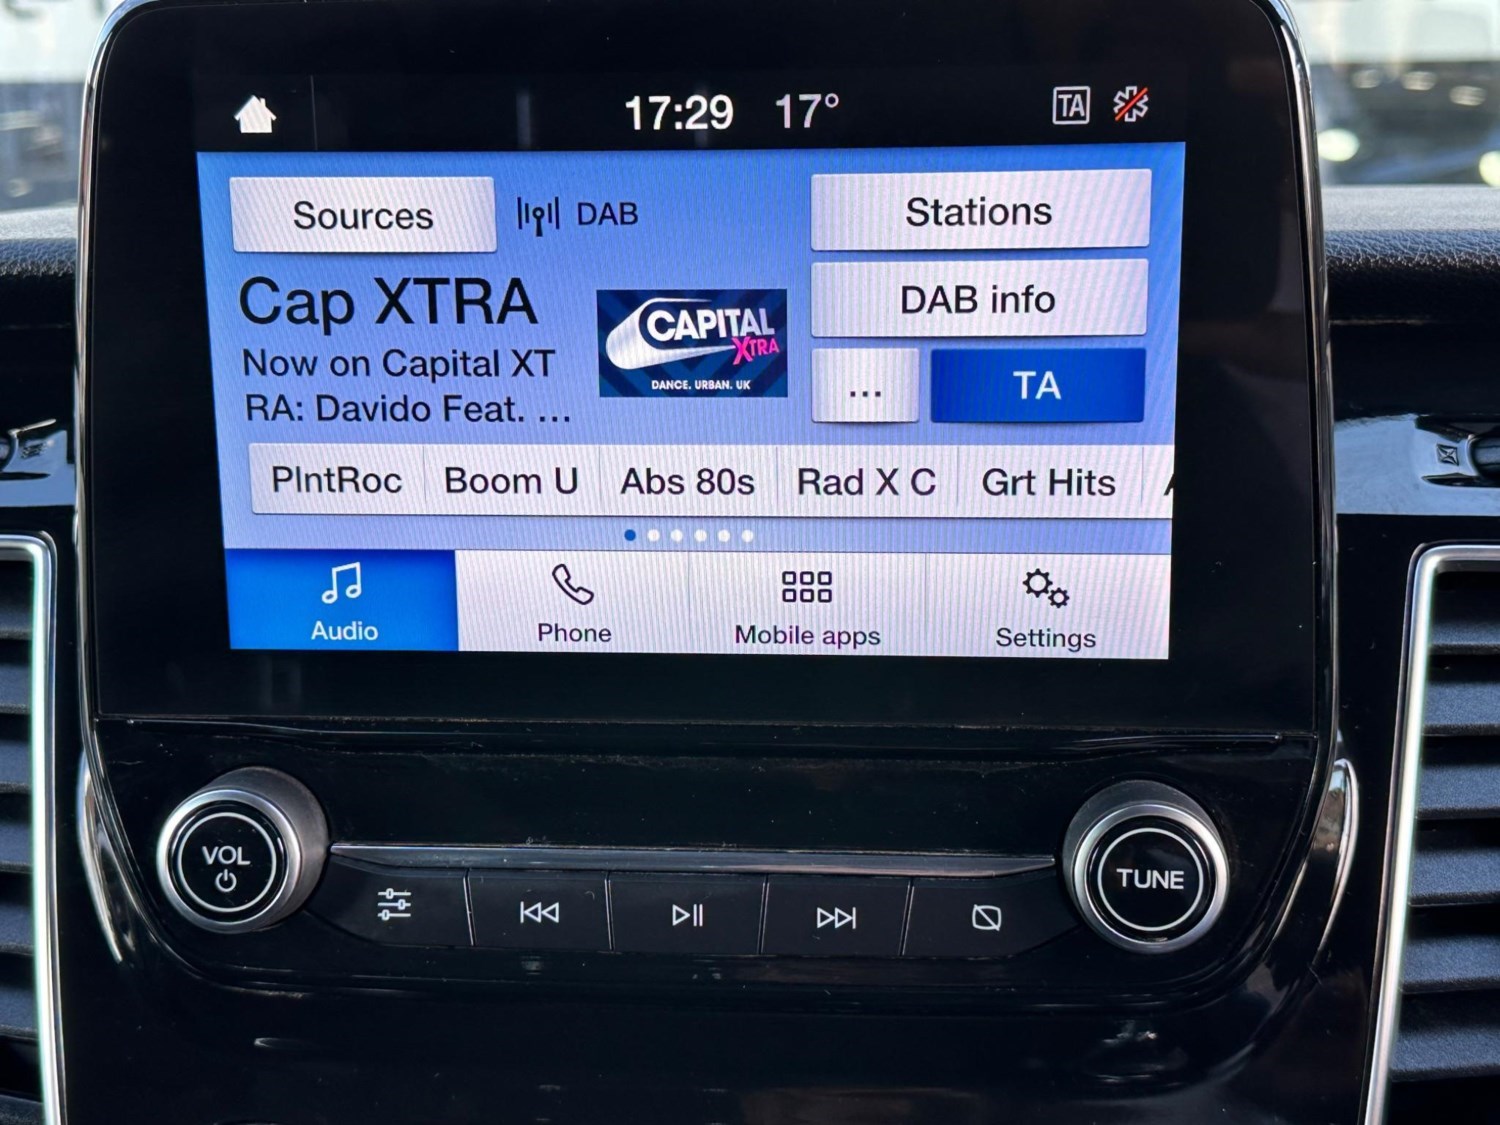 17:29 17°
TA
Sources
DAB
Stations
Cap XTRA
Now on Capital XT
RA: Davido Feat. ...
CAPITAL
XTRA
DANCE. URBAN. UK
DAB info
...
TA
PlntRoc
Boom U
Abs 80s
Rad X C
Grt Hits
Audio
Phone
Mobile apps
Settings
VOL
TUNE